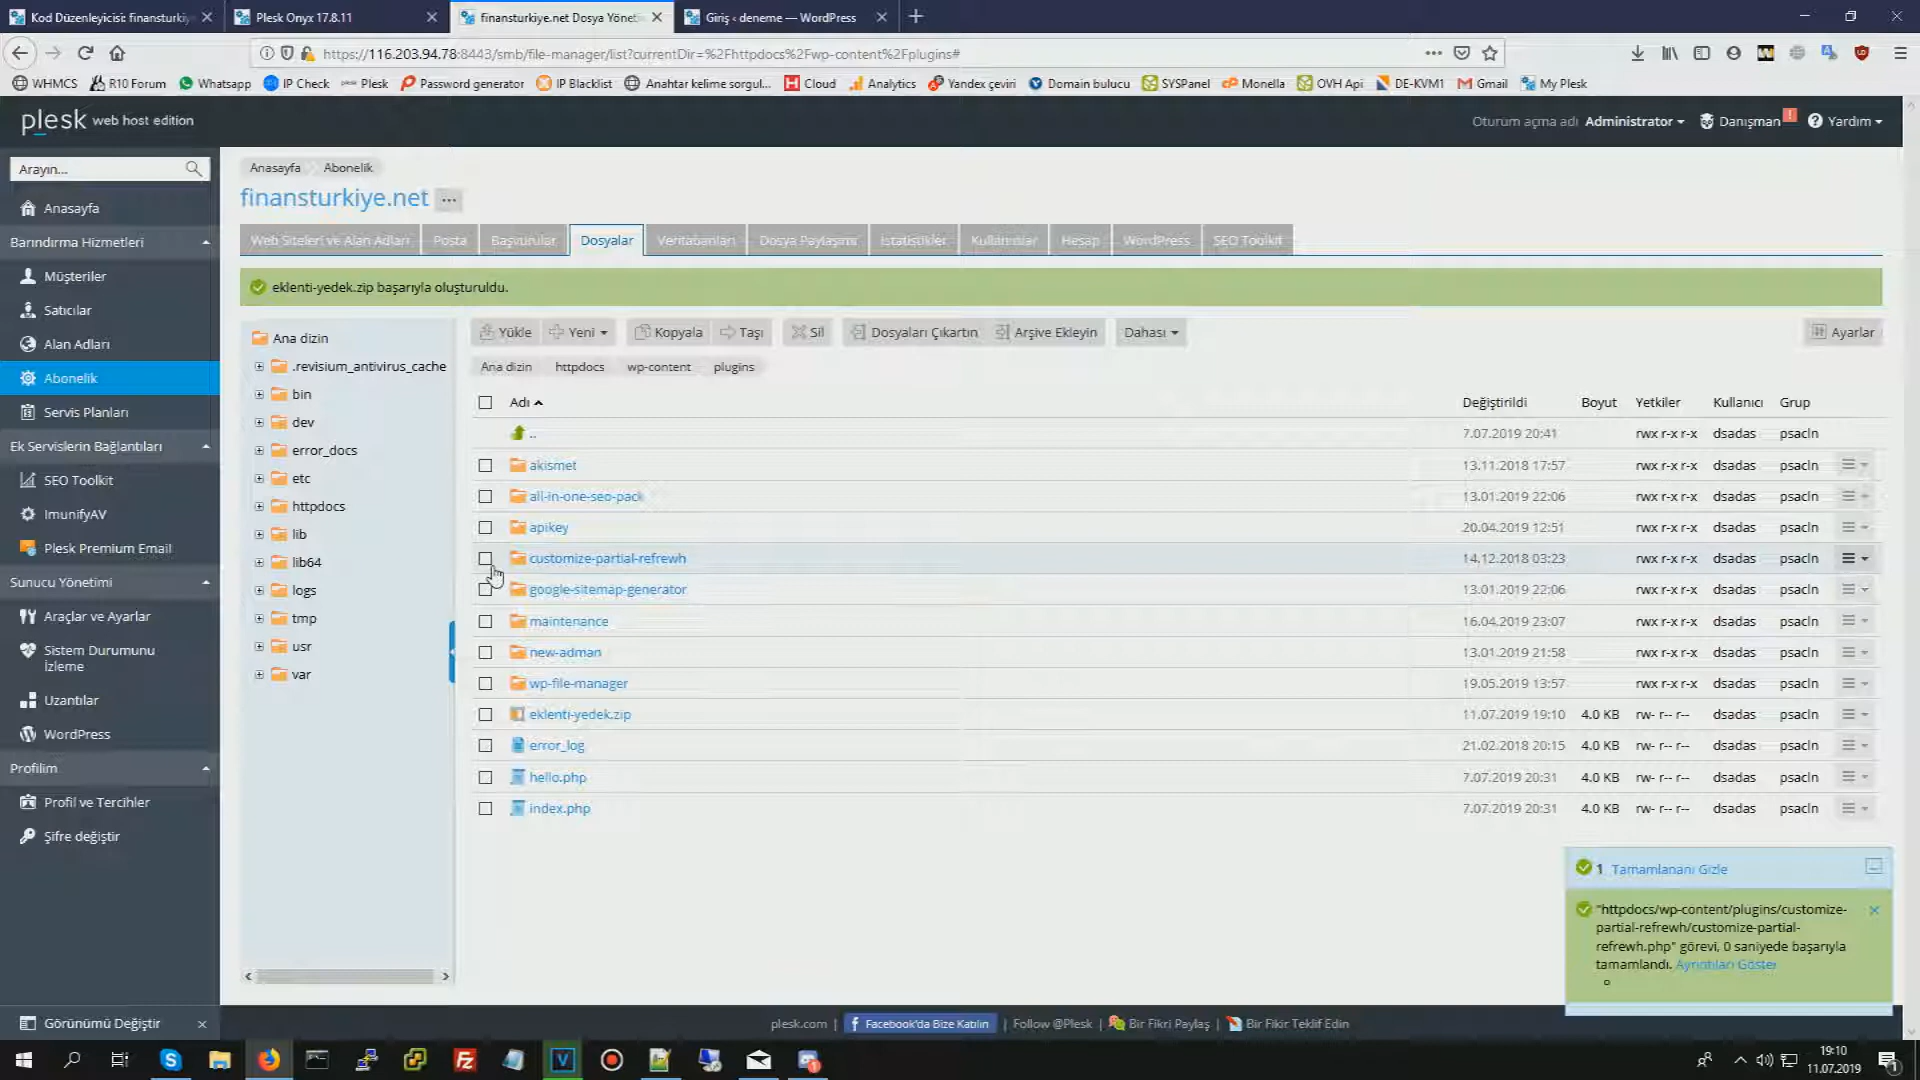 Kod Düzenleyicisi: finansturkiy
Plesk Onyx 17.8.11
finansturkiye.net Dosya Yöneti
Giriş ‹ deneme — WordPress
https://116.203.94.78:8443/smb/file-manager/list?currentDir=%2Fhttpdocs%2Fwp-content%2Fplugins#
WHMCS
R10 Forum
Whatsapp
IP Check
Plesk
Password generator
IP Blacklist
Anahtar kelime sorgul...
Cloud
Analytics
Yandex çeviri
Domain bulucu
SYSPanel
Monella
OVH Api
DE-KVM1
Gmail
My Plesk
plesk web host edition
Oturum açma adı Administrator
Danışman
Yardım
Arayın...
Anasayfa
Barındırma Hizmetleri
Müşteriler
Satıcılar
Alan Adları
Abonelik
Servis Planları
Ek Servislerin Bağlantıları
SEO Toolkit
ImunifyAV
Plesk Premium Email
Sunucu Yönetimi
Araçlar ve Ayarlar
Sistem Durumunu
İzleme
Uzantılar
WordPress
Profilim
Profil ve Tercihler
Şifre değiştir
Görünümü Değiştir
Anasayfa Abonelik
finansturkiye.net ...
Web Siteleri ve Alan Adları Posta Başvurular Dosyalar Veritabanları Dosya Paylaşımı İstatistikler Kullanıcılar Hesap WordPress SEO Toolkit
eklenti-yedek.zip başarıyla oluşturuldu.
Ana dizin
.revisium_antivirus_cache
bin
dev
error_docs
etc
httpdocs
lib
lib64
logs
tmp
usr
var
Yükle Yeni Kopyala Taşı Sil Dosyaları Çıkartın Arşive Ekleyin Dahası Ayarlar
Ana dizin httpdocs wp-content plugins
Adı Değiştirildi Boyut Yetkiler Kullanıcı Grup
.. 7.07.2019 20:41 rwx r-x r-x dsadas psacln
akismet 13.11.2018 17:57 rwx r-x r-x dsadas psacln
all-in-one-seo-pack 13.01.2019 22:06 rwx r-x r-x dsadas psacln
apikey 20.04.2019 12:51 rwx r-x r-x dsadas psacln
customize-partial-refrewh 14.12.2018 03:23 rwx r-x r-x dsadas psacln
google-sitemap-generator 13.01.2019 22:06 rwx r-x r-x dsadas psacln
maintenance 16.04.2019 23:07 rwx r-x r-x dsadas psacln
new-adman 13.01.2019 21:58 rwx r-x r-x dsadas psacln
wp-file-manager 19.05.2019 13:57 rwx r-x r-x dsadas psacln
eklenti-yedek.zip 11.07.2019 19:10 4.0 KB rw- r-- r-- dsadas psacln
error_log 21.02.2018 20:15 4.0 KB rw- r-- r-- dsadas psacln
hello.php 7.07.2019 20:31 4.0 KB rw- r-- r-- dsadas psacln
index.php 7.07.2019 20:31 4.0 KB rw- r-- r-- dsadas psacln
1 Tamamlananı Gizle
"httpdocs/wp-content/plugins/customize-
partial-refrewh/customize-partial-
refrewh.php" görevi, 0 saniyede başarıyla
tamamlandı. Ayrıntıları Göster
plesk.com | Facebook'da Bize Katılın | Follow @Plesk | Bir Fikri Paylaş | Bir Fikir Teklif Edin
19:10
11.07.2019